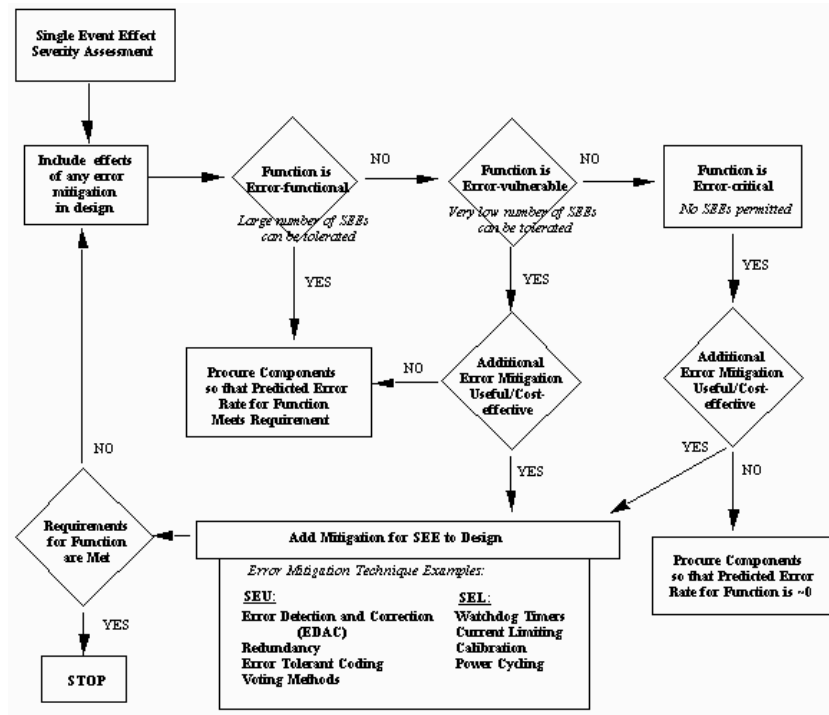 Single Event Effect
Severity Assessment
Include effects
of any error
mitigation
in design
Function is
Error-functional
Large number of SEEs
can be tolerated
NO
YES
Function is
Error-vulnerable
Very low number of SEEs
can be tolerated
NO
YES
Function is
Error-critical
No SEEs permitted
YES
Procure Components
so that Predicted Error
Rate for Function
Meets Requirement
NO
Additional
Error Mitigation
Useful/Cost-
effective
YES
Additional
Error Mitigation
Useful/Cost-
effective
YES
NO
NO
Requirements
for Function
are Met
YES
STOP
Add Mitigation for SEE to Design
Error Mitigation Technique Examples:
SEU:
Error Detection and Correction
(EDAC)
Redundancy
Error Tolerant Coding
Voting Methods
SEL:
Watchdog Timers
Current Limiting
Calibration
Power Cycling
Procure Components
so that Predicted Error
Rate for Function is ~0